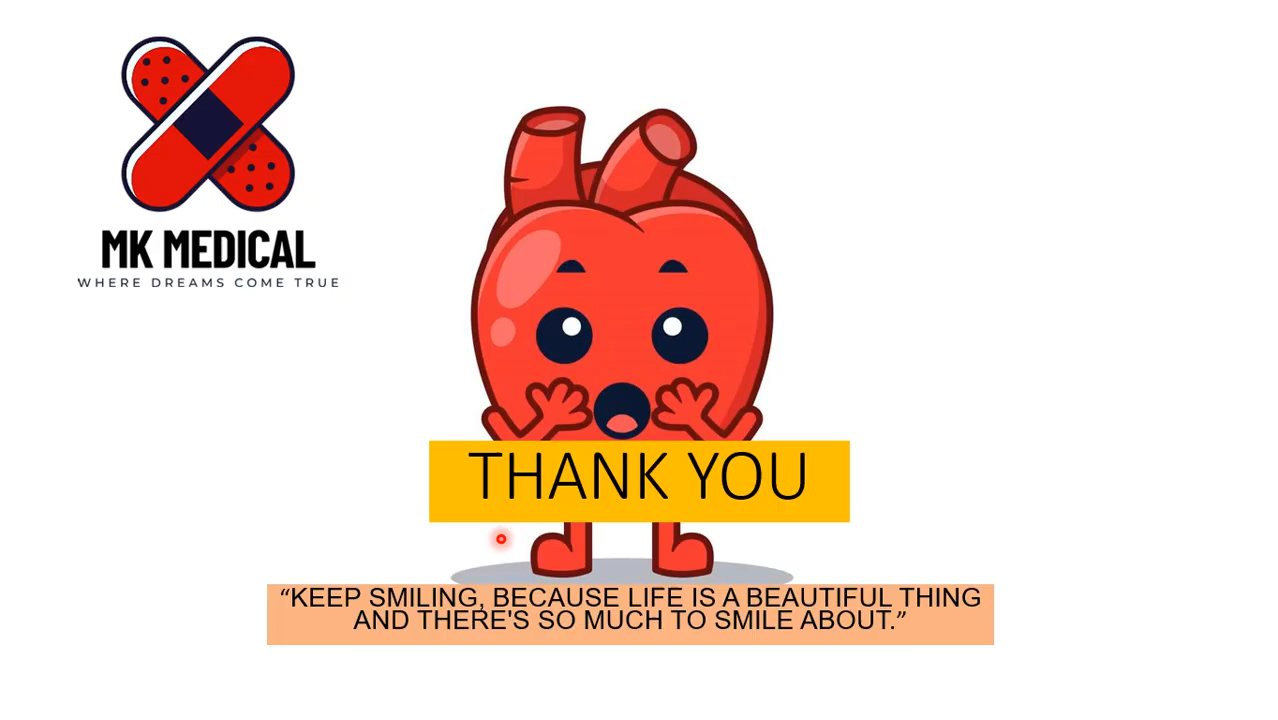 MK MEDICAL
WHERE DREAMS COME TRUE
THANK YOU
“KEEP SMILING, BECAUSE LIFE IS A BEAUTIFUL THING
AND THERE'S SO MUCH TO SMILE ABOUT.”